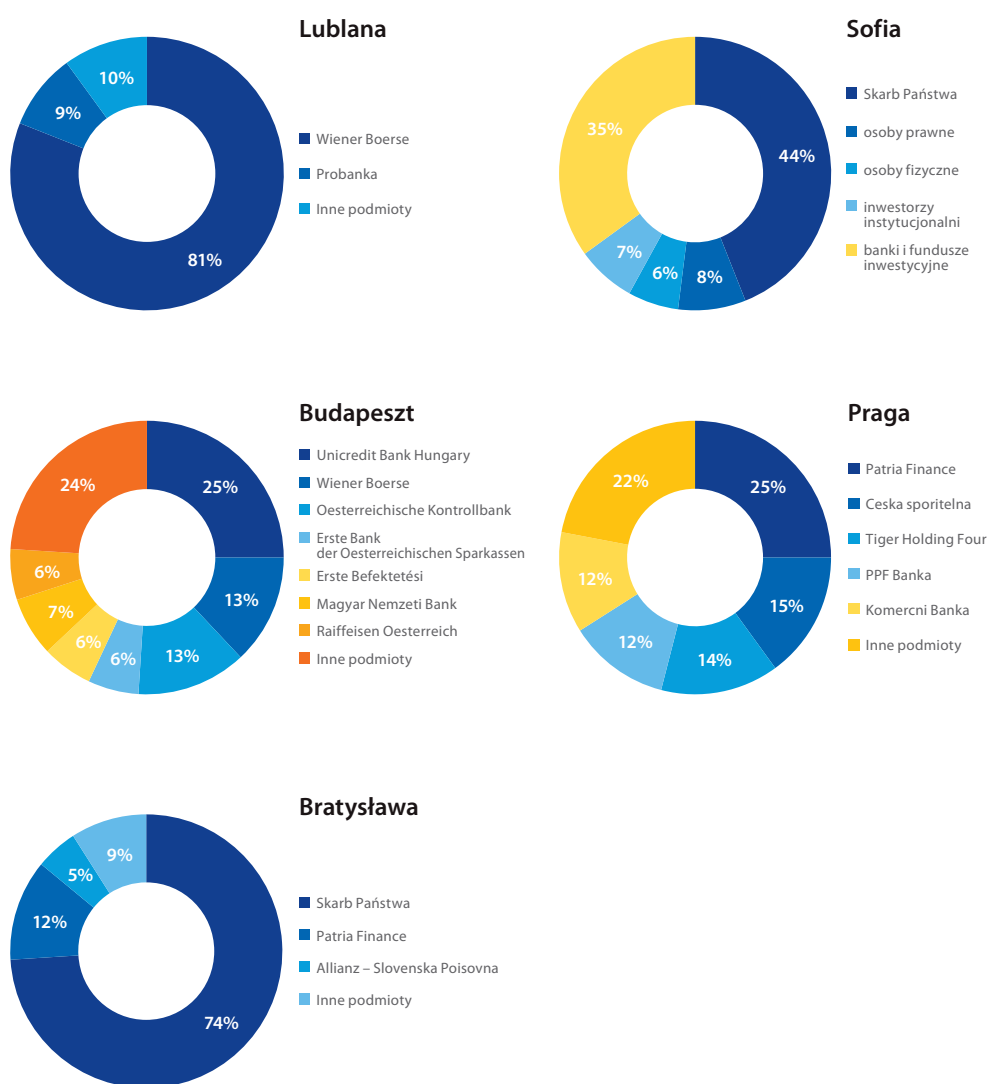 Lublana
10%
9%
81%
Wiener Boerse
Probanka
Inne podmioty
Sofia
35%
44%
7%
6%
8%
Skarb Państwa
osoby prawne
osoby fizyczne
inwestorzy
instytucjonalni
banki i fundusze
inwestycyjne
Budapeszt
24%
25%
6%
7%
6%
6%
13%
13%
Unicredit Bank Hungary
Wiener Boerse
Oesterreichische Kontrollbank
Erste Bank
der Oesterreichischen Sparkassen
Erste Befektetési
Magyar Nemzeti Bank
Raiffeisen Oesterreich
Inne podmioty
Praga
22%
25%
12%
15%
12%
14%
Patria Finance
Ceska sporitelna
Tiger Holding Four
PPF Banka
Komercni Banka
Inne podmioty
Bratysława
9%
5%
12%
74%
Skarb Państwa
Patria Finance
Allianz – Slovenska Poisovna
Inne podmioty